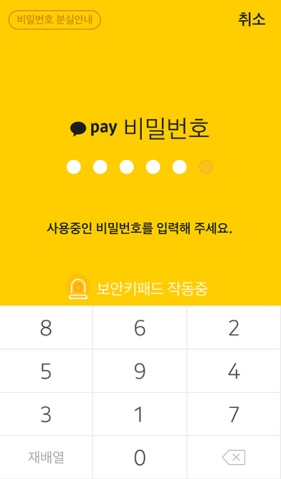 비밀번호 분실안내
취소
pay 비밀번호
사용중인 비밀번호를 입력해 주세요.
보안키패드 작동중
8 6 2
5 9 4
3 1 7
재배열 0